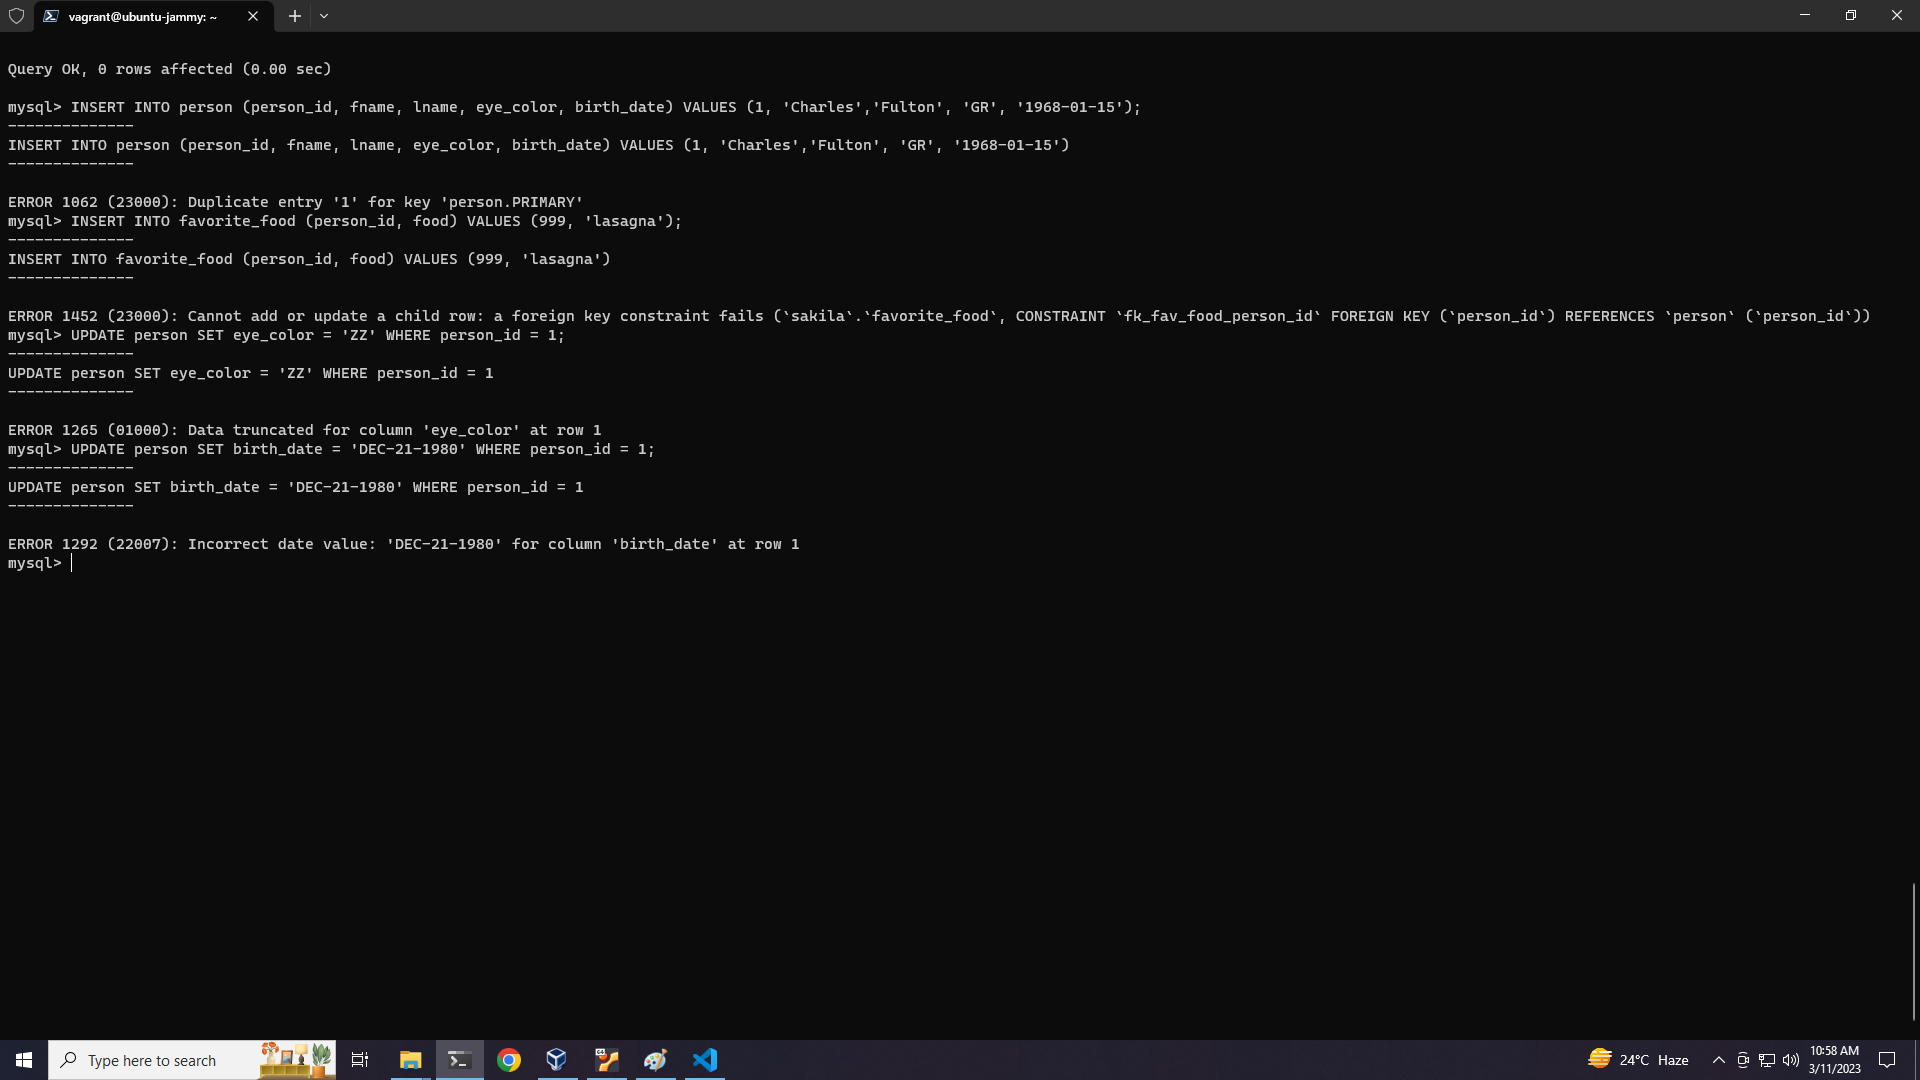 vagrant@ubuntu-jammy: ~
Query OK, 0 rows affected (0.00 sec)
mysql> INSERT INTO person (person_id, fname, lname, eye_color, birth_date) VALUES (1, 'Charles','Fulton', 'GR', '1968-01-15');
--------------
INSERT INTO person (person_id, fname, lname, eye_color, birth_date) VALUES (1, 'Charles','Fulton', 'GR', '1968-01-15')
--------------
ERROR 1062 (23000): Duplicate entry '1' for key 'person.PRIMARY'
mysql> INSERT INTO favorite_food (person_id, food) VALUES (999, 'lasagna');
--------------
INSERT INTO favorite_food (person_id, food) VALUES (999, 'lasagna')
--------------
ERROR 1452 (23000): Cannot add or update a child row: a foreign key constraint fails (`sakila`.`favorite_food`, CONSTRAINT `fk_fav_food_person_id` FOREIGN KEY (`person_id`) REFERENCES `person` (`person_id`))
mysql> UPDATE person SET eye_color = 'ZZ' WHERE person_id = 1;
--------------
UPDATE person SET eye_color = 'ZZ' WHERE person_id = 1
--------------
ERROR 1265 (01000): Data truncated for column 'eye_color' at row 1
mysql> UPDATE person SET birth_date = 'DEC-21-1980' WHERE person_id = 1;
--------------
UPDATE person SET birth_date = 'DEC-21-1980' WHERE person_id = 1
--------------
ERROR 1292 (22007): Incorrect date value: 'DEC-21-1980' for column 'birth_date' at row 1
mysql>
Type here to search
24°C Haze
10:58 AM
3/11/2023